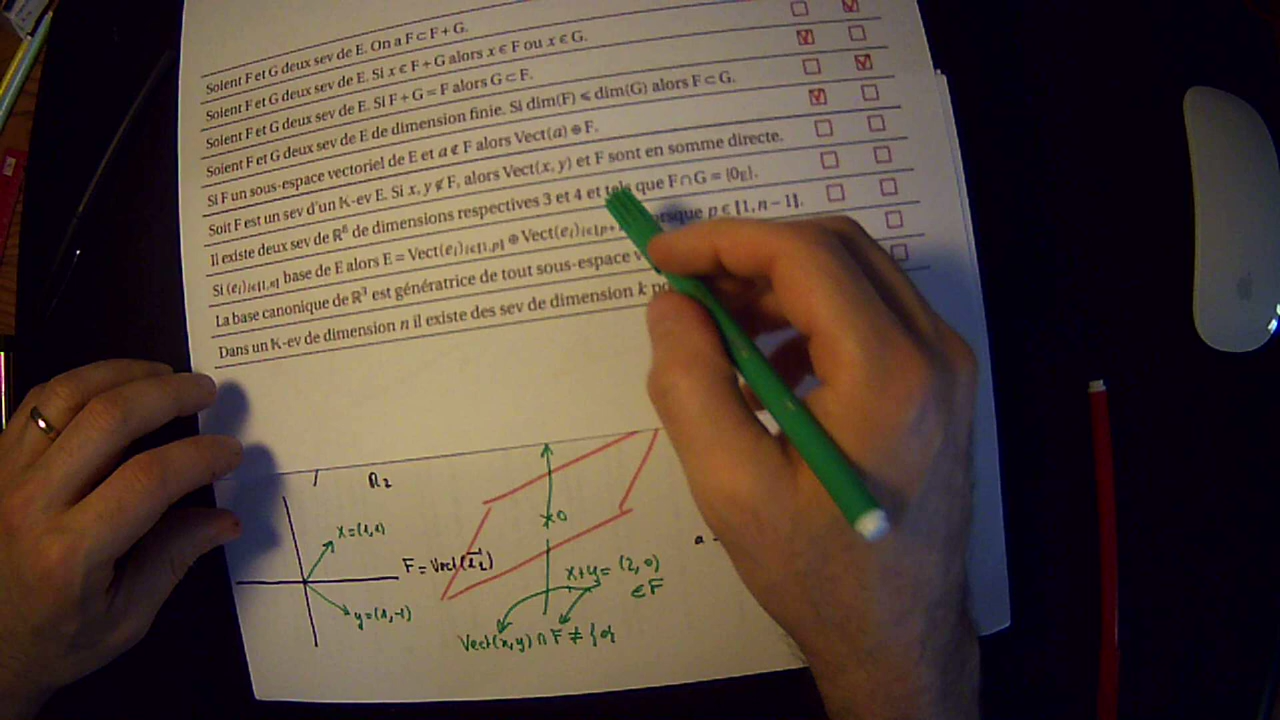 Soient F et G deux sev de E. On a F ⊂ F + G.
Soient F et G deux sev de E. Si x ∈ F + G alors x ∈ F ou x ∈ G.
Soient F et G deux sev de E. Si F + G = F alors G ⊂ F.
Soient F et G deux sev de E de dimension finie. Si dim(F) ⩽ dim(G) alors F ⊂ G.
Si F un sous-espace vectoriel de E et a ∉ F alors Vect(a) ⊕ F.
Soit F est un sev d'un K-ev E. Si x, y ∉ F, alors Vect(x, y) et F sont en somme directe.
Il existe deux sev de ℝ⁶ de dimensions respectives 3 et 4 et tels que F ∩ G = {0_E}.
Si (e_i)_{i∈⟦1,n⟧} base de E alors E = Vect(e_i)_{i∈⟦1,p⟧} ⊕ Vect(e_i)_{i∈⟦p+ lorsque p ∈ ⟦1, n − 1⟧.
La base canonique de ℝ³ est génératrice de tout sous-espace
Dans un K-ev de dimension n il existe des sev de dimension k
R2
x=(1,1)
F = Vect(i⃗)
y=(1,-1)
0
x+y= (2, 0)
∈F
Vect(x,y) ∩ F ≠ {0}
a